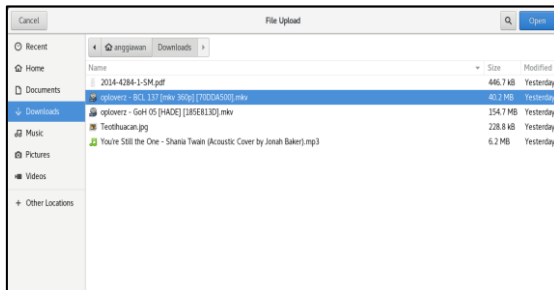 Cancel File Upload Open
Recent
Home
Documents
Downloads
Music
Pictures
Videos
Other Locations
anggiawan Downloads
Name Size Modified
2014-4284-1-SM.pdf 446.7 kB Yesterday
oploverz - BCL 137 [mkv 360p] [70DDA500].mkv 40.2 MB Yesterday
oploverz - GoH 05 [HADE] [185E813D].mkv 154.7 MB Yesterday
Teotihuacan.jpg 228.8 kB Yesterday
You're Still the One - Shania Twain (Acoustic Cover by Jonah Baker).mp3 6.2 MB Yesterday